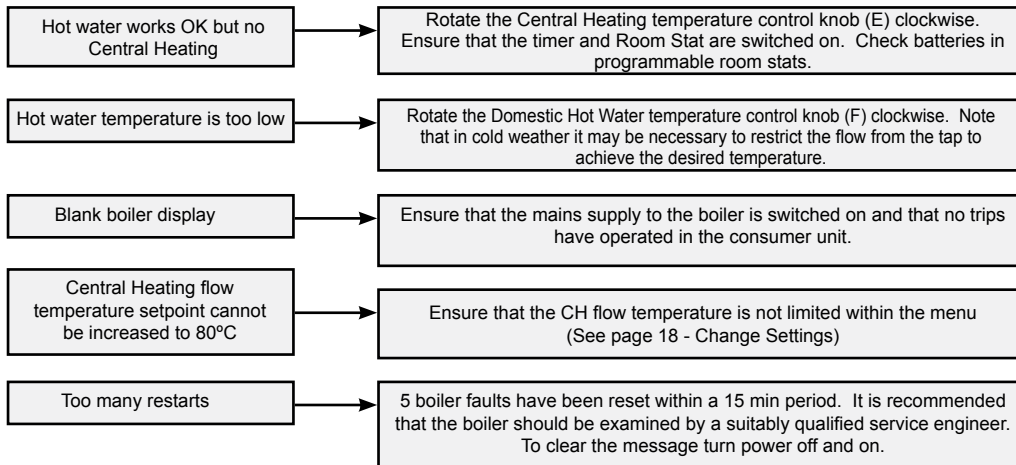 Hot water works OK but no
Central Heating
Rotate the Central Heating temperature control knob (E) clockwise.
Ensure that the timer and Room Stat are switched on.  Check batteries in
programmable room stats.
Hot water temperature is too low
Rotate the Domestic Hot Water temperature control knob (F) clockwise.  Note
that in cold weather it may be necessary to restrict the flow from the tap to
achieve the desired temperature.
Blank boiler display
Ensure that the mains supply to the boiler is switched on and that no trips
have operated in the consumer unit.
Central Heating flow
temperature setpoint cannot
be increased to 80ºC
Ensure that the CH flow temperature is not limited within the menu
(See page 18 - Change Settings)
Too many restarts
5 boiler faults have been reset within a 15 min period.  It is recommended
that the boiler should be examined by a suitably qualified service engineer.
To clear the message turn power off and on.